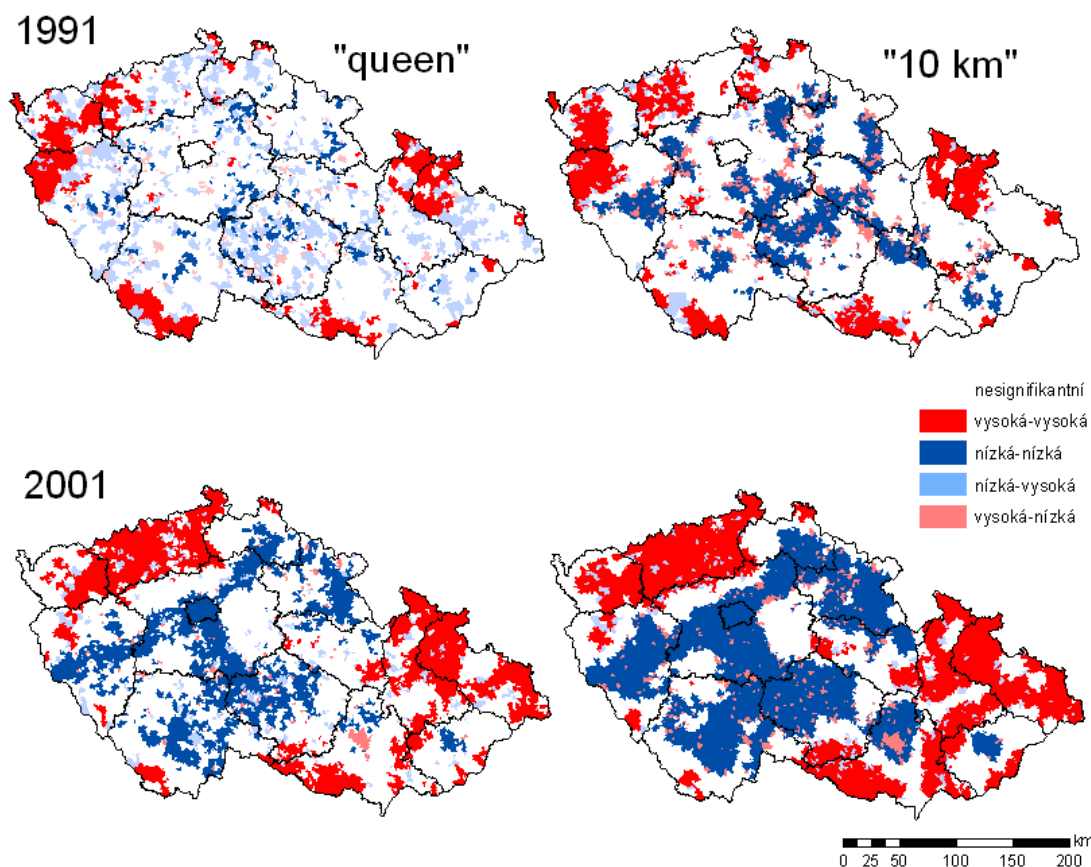 1991
"queen"
"10 km"
nesignifikantní
vysoká-vysoká
nízká-nízká
nízká-vysoká
vysoká-nízká
2001
km
0 25 50 100 150 200